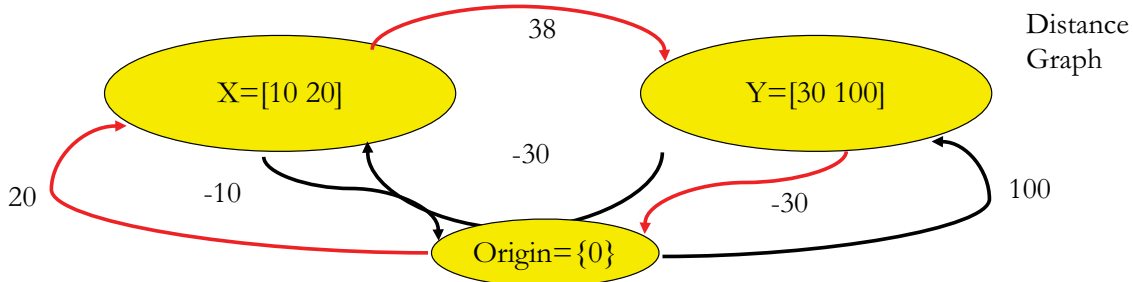 38
Distance
Graph
X=[10 20]
Y=[30 100]
-30
20
-10
-30
100
Origin={0}